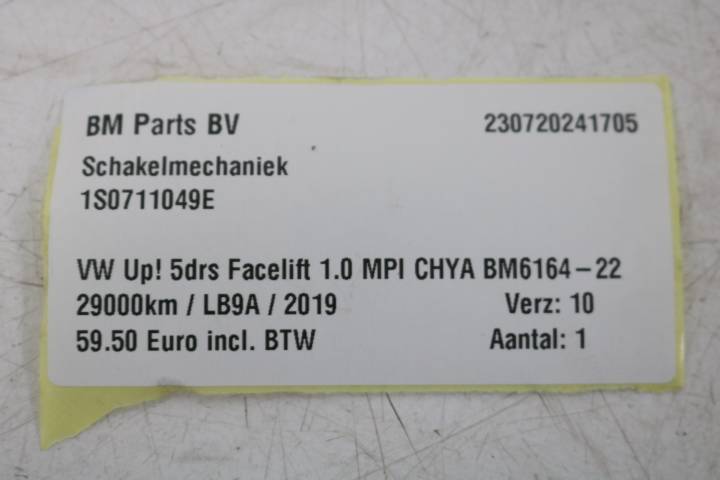 BM Parts BV 230720241705
Schakelmechaniek
1S0711049E
VW Up! 5drs Facelift 1.0 MPI CHYA BM6164-22
29000km / LB9A / 2019 Verz: 10
59.50 Euro incl. BTW Aantal: 1